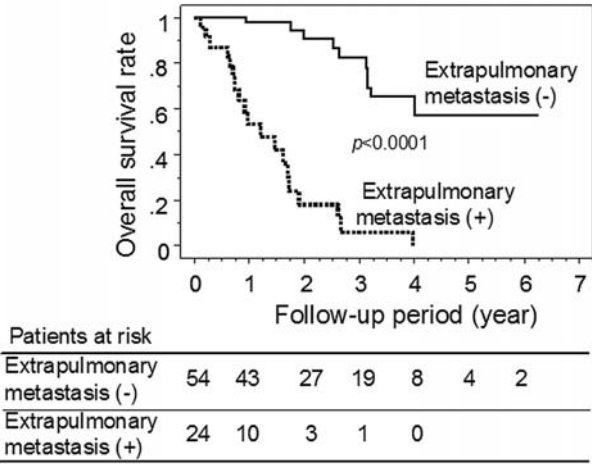 Overall survival rate
1
.8
.6
.4
.2
0
Extrapulmonary
metastasis (-)
p<0.0001
Extrapulmonary
metastasis (+)
0 1 2 3 4 5 6 7
Follow-up period (year)
Patients at risk
Extrapulmonary
metastasis (-) 54 43 27 19 8 4 2
Extrapulmonary
metastasis (+) 24 10 3 1 0